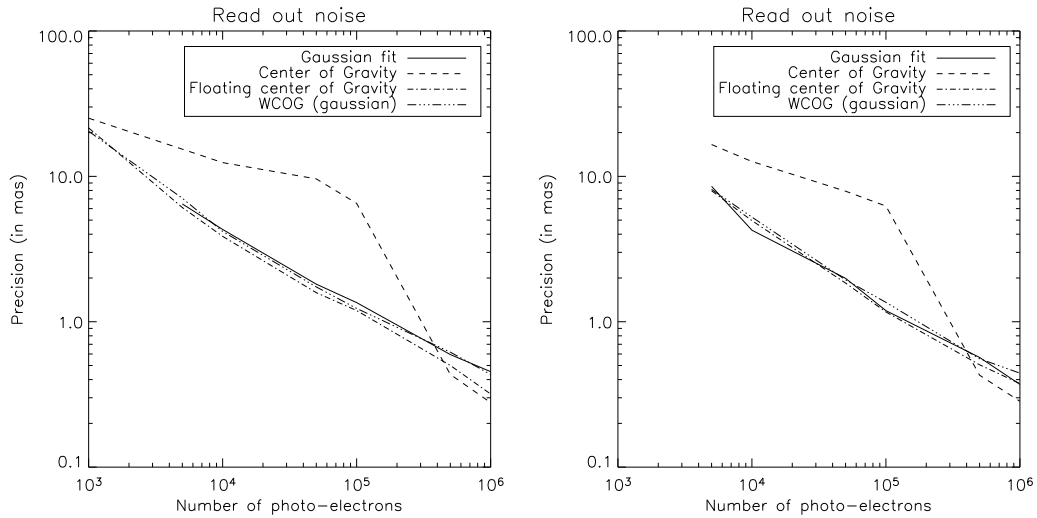 Read out noise
100.0
10.0
1.0
0.1
Precision (in mas)
Gaussian fit
Center of Gravity
Floating center of Gravity
WCOG (gaussian)
10³ 10⁴ 10⁵ 10⁶
Number of photo-electrons
Read out noise
100.0
10.0
1.0
0.1
Precision (in mas)
Gaussian fit
Center of Gravity
Floating center of Gravity
WCOG (gaussian)
10³ 10⁴ 10⁵ 10⁶
Number of photo-electrons